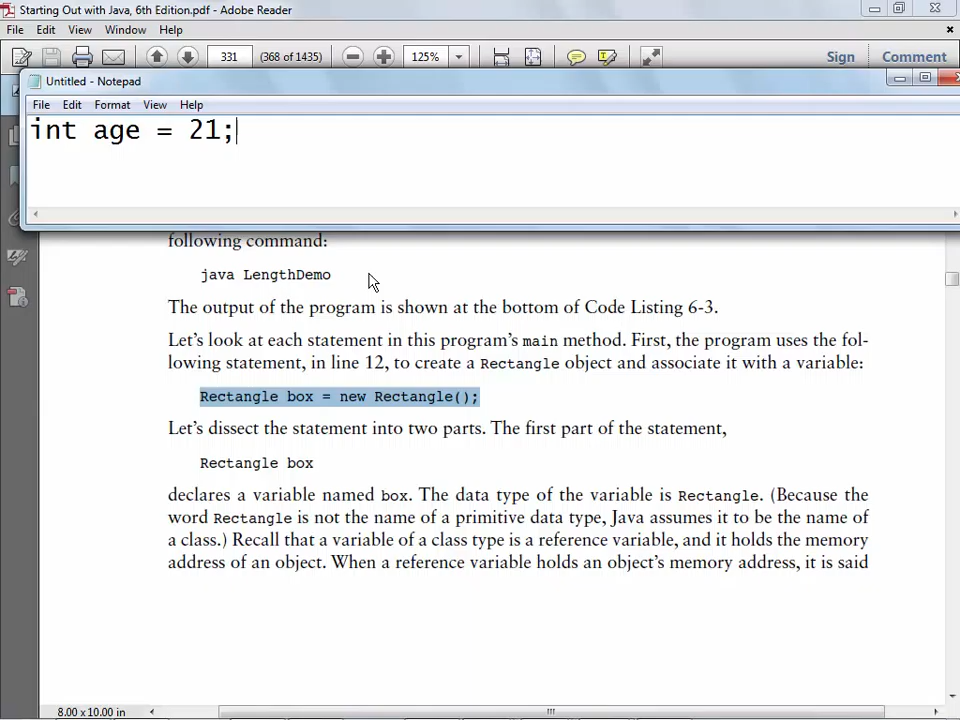 Starting Out with Java, 6th Edition.pdf - Adobe Reader
File Edit View Window Help
331 (368 of 1435) 125% Sign Comment
Untitled - Notepad
File Edit Format View Help
int age = 21;
following command:
java LengthDemo
The output of the program is shown at the bottom of Code Listing 6-3.
Let's look at each statement in this program's main method. First, the program uses the fol-
lowing statement, in line 12, to create a Rectangle object and associate it with a variable:
Rectangle box = new Rectangle();
Let's dissect the statement into two parts. The first part of the statement,
Rectangle box
declares a variable named box. The data type of the variable is Rectangle. (Because the
word Rectangle is not the name of a primitive data type, Java assumes it to be the name of
a class.) Recall that a variable of a class type is a reference variable, and it holds the memory
address of an object. When a reference variable holds an object's memory address, it is said
8.00 x 10.00 in